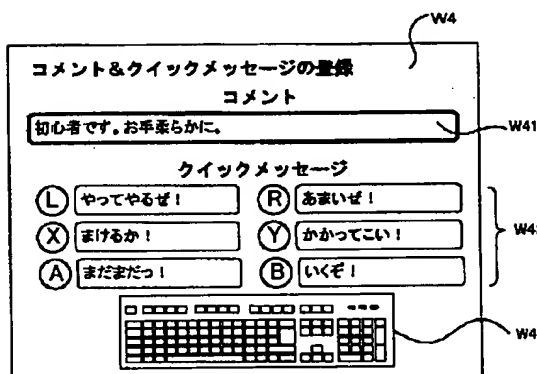 W4
コメント&クイックメッセージの登録
コメント
初心者です。お手柔らかに。
W41
クイックメッセージ
L やってやるぜ! R あまいぜ!
X まけるか! Y かかってこい!
A まだまだっ! B いくぞ!